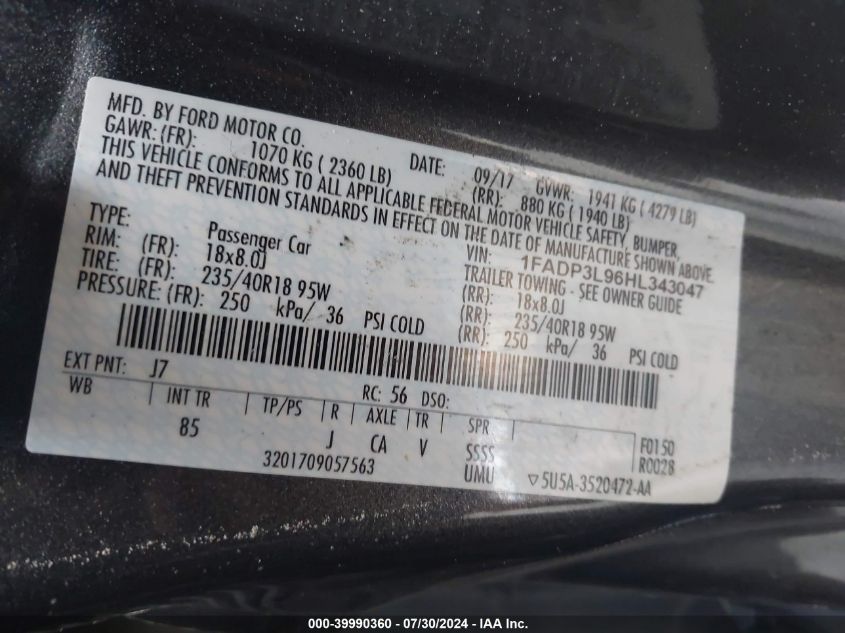 MFD. BY FORD MOTOR CO.
DATE: 09/17 GVWR: 1941 KG ( 4279 LB)
GAWR: (FR): 1070 KG ( 2360 LB) (RR): 880 KG ( 1940 LB)
THIS VEHICLE CONFORMS TO ALL APPLICABLE FEDERAL MOTOR VEHICLE SAFETY, BUMPER,
AND THEFT PREVENTION STANDARDS IN EFFECT ON THE DATE OF MANUFACTURE SHOWN ABOVE.
VIN: 1FADP3L96HL343047
TYPE: Passenger Car TRAILER TOWING - SEE OWNER GUIDE
RIM: (FR): 18x8.0J (RR): 18x8.0J
TIRE: (FR): 235/40R18 95W (RR): 235/40R18 95W
PRESSURE: (FR): 250 kPa/ 36 PSI COLD (RR): 250 kPa/ 36 PSI COLD
EXT PNT: J7 RC: 56 DSO:
WB INT TR TP/PS R AXLE TR SPR
85 J CA V SSSS F0150
R0028
3201709057563 UMU ▽5U5A-3520472-AA
000-39990360 - 07/30/2024 - IAA Inc.